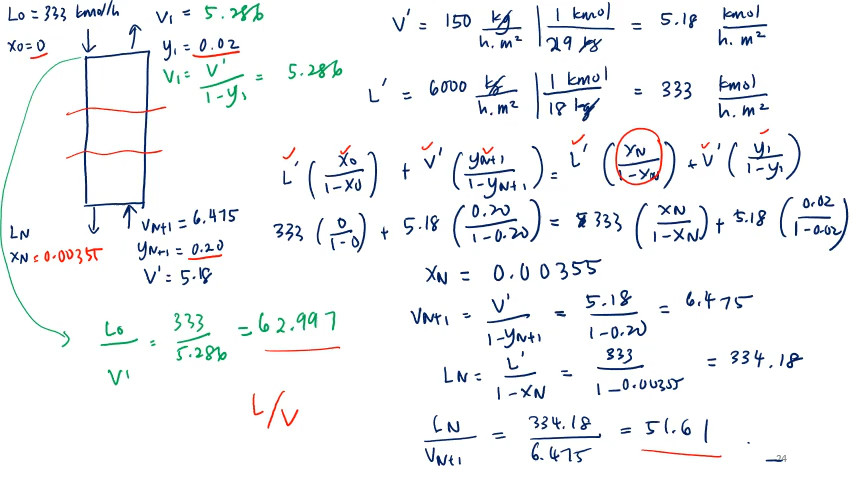 L0 = 333 kmol/h
x0 = 0
V1 = 5.286
y1 = 0.02
V1 = V' / (1 - y1) = 5.286
LN
xN = 0.00355
VN+1 = 6.475
yN+1 = 0.20
V' = 5.18
L0 / V1 = 333 / 5.286 = 62.997
L/V
V' = 150 kg / h.m² | 1 kmol / 29 kg = 5.18 kmol / h.m²
L' = 6000 kg / h.m² | 1 kmol / 18 kg = 333 kmol / h.m²
L' (x0 / (1 - x0)) + V' (yN+1 / (1 - yN+1)) = L' (xN / (1 - xN)) + V' (y1 / (1 - y1))
333 (0 / (1 - 0)) + 5.18 (0.20 / (1 - 0.20)) = 333 (xN / (1 - xN)) + 5.18 (0.02 / (1 - 0.02))
xN = 0.00355
VN+1 = V' / (1 - yN+1) = 5.18 / (1 - 0.20) = 6.475
LN = L' / (1 - xN) = 333 / (1 - 0.00355) = 334.18
LN / VN+1 = 334.18 / 6.475 = 51.61
24